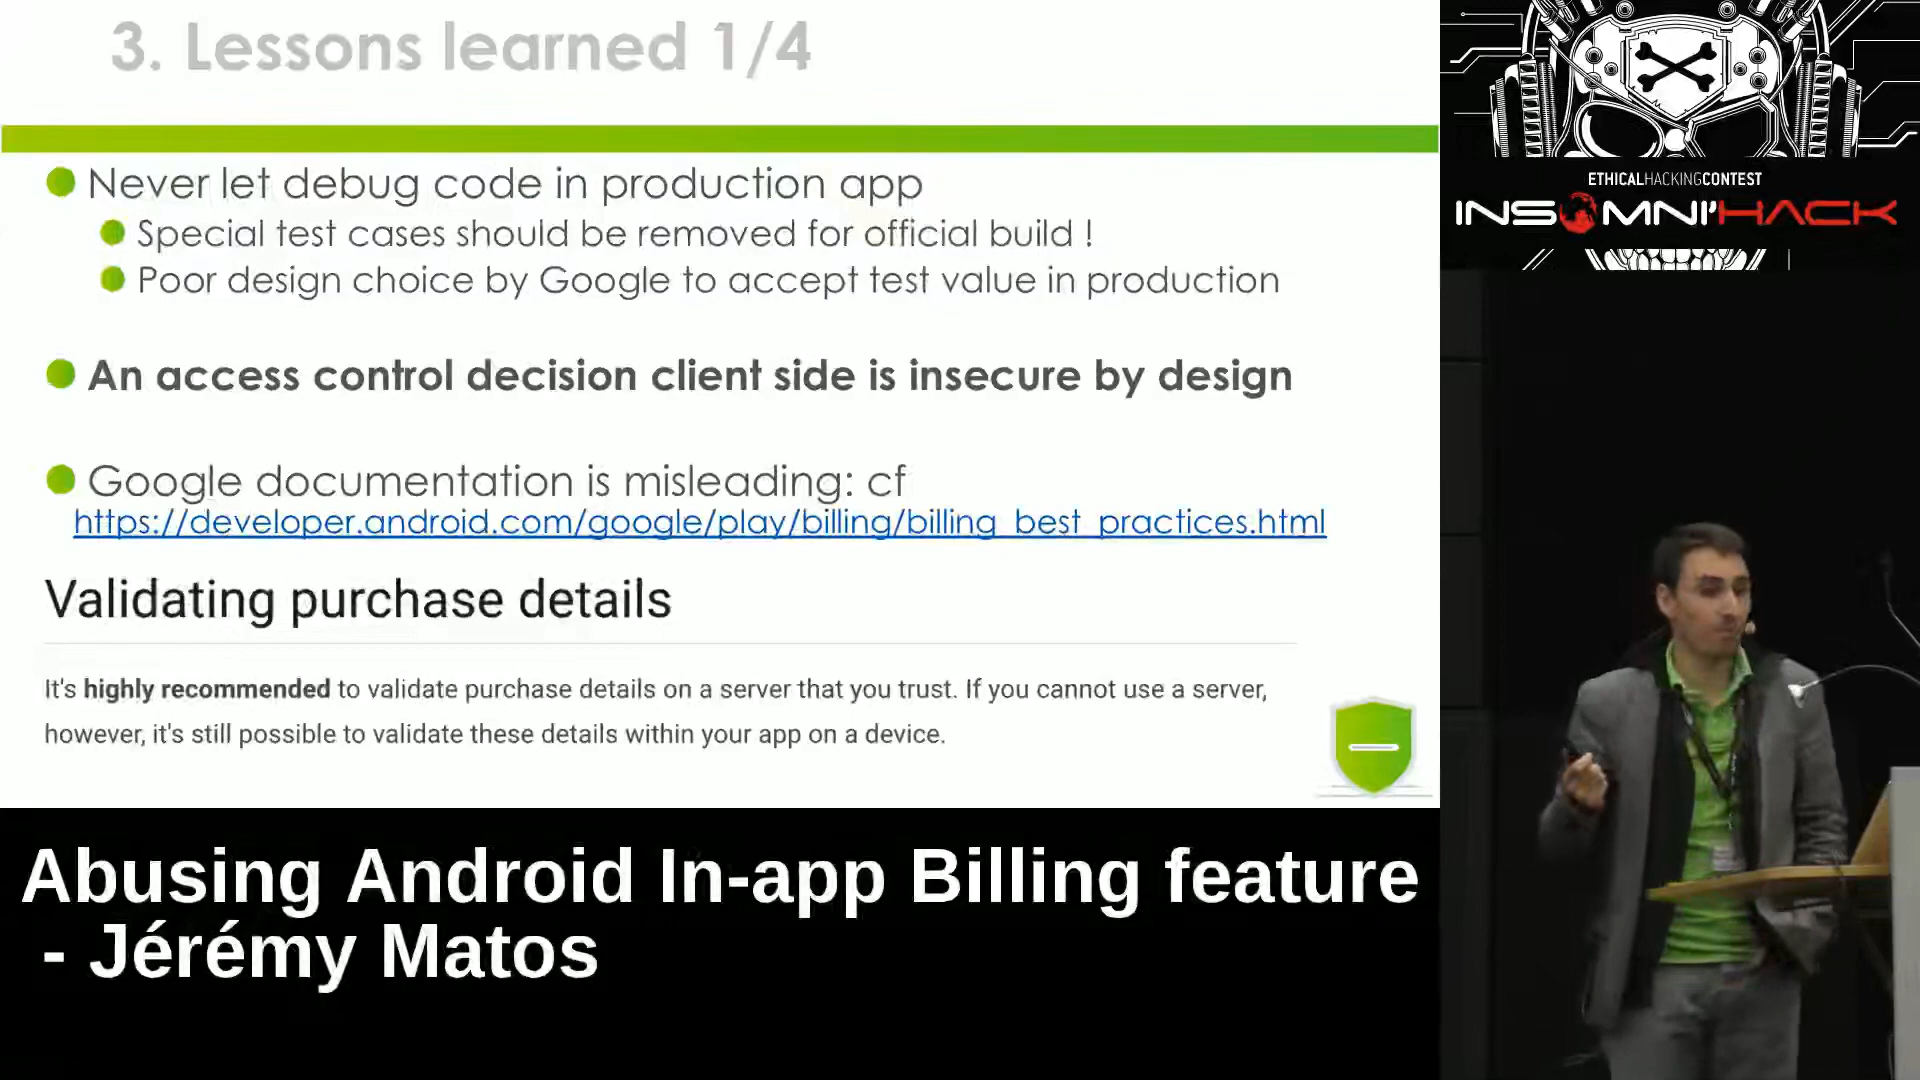 3. Lessons learned 1/4
Never let debug code in production app
Special test cases should be removed for official build !
Poor design choice by Google to accept test value in production
An access control decision client side is insecure by design
Google documentation is misleading: cf
https://developer.android.com/google/play/billing/billing_best_practices.html
Validating purchase details
It's highly recommended to validate purchase details on a server that you trust. If you cannot use a server,
however, it's still possible to validate these details within your app on a device.
ETHICALHACKINGCONTEST
INSOMNI'HACK
Abusing Android In-app Billing feature
- Jérémy Matos